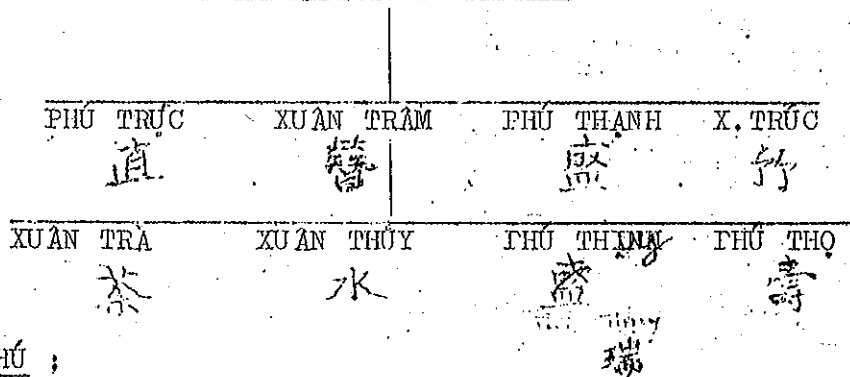 PHÚ TRỰC XUÂN TRÂM PHÚ THẠNH X. TRÚC
直 簪 盛 竹
XUÂN TRÀ XUÂN THỦY PHÚ THỊNH PHÚ THỌ
茶 水 盛 壽
瑞
HÚ ;